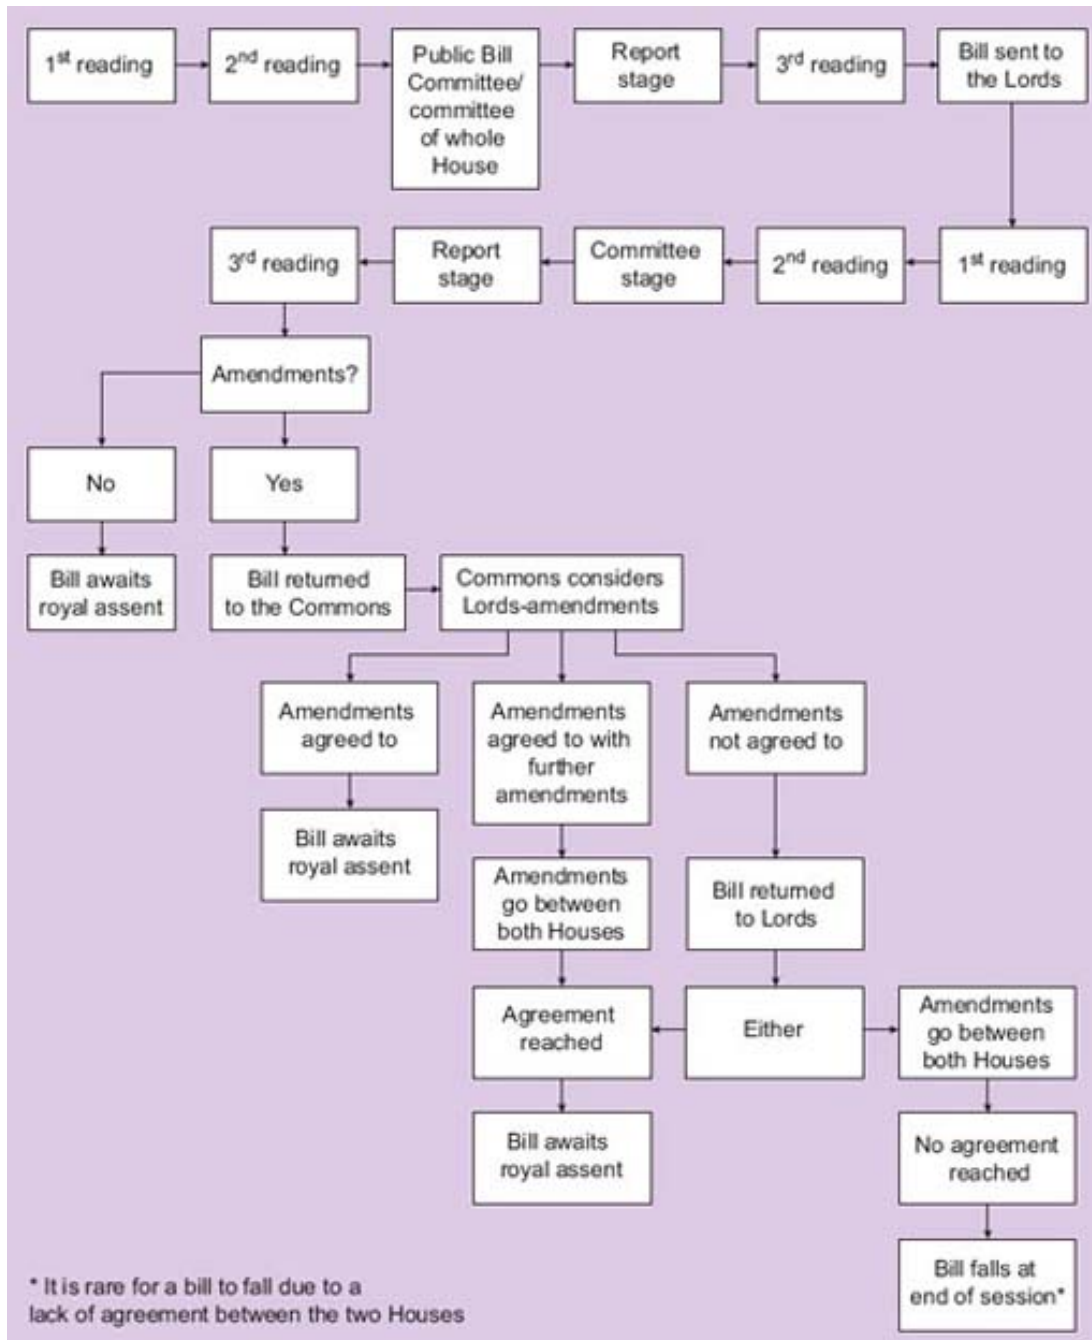 1st reading
2nd reading
Public Bill
Committee/
committee
of whole
House
Report
stage
3rd reading
Bill sent to
the Lords
1st reading
2nd reading
Committee
stage
Report
stage
3rd reading
Amendments?
No
Yes
Bill awaits
royal assent
Bill returned
to the Commons
Commons considers
Lords-amendments
Amendments
agreed to
Amendments
agreed to with
further
amendments
Amendments
not agreed to
Bill awaits
royal assent
Amendments
go between
both Houses
Bill returned
to Lords
Agreement
reached
Either
Amendments
go between
both Houses
Bill awaits
royal assent
No agreement
reached
Bill falls at
end of session*
* It is rare for a bill to fall due to a
lack of agreement between the two Houses